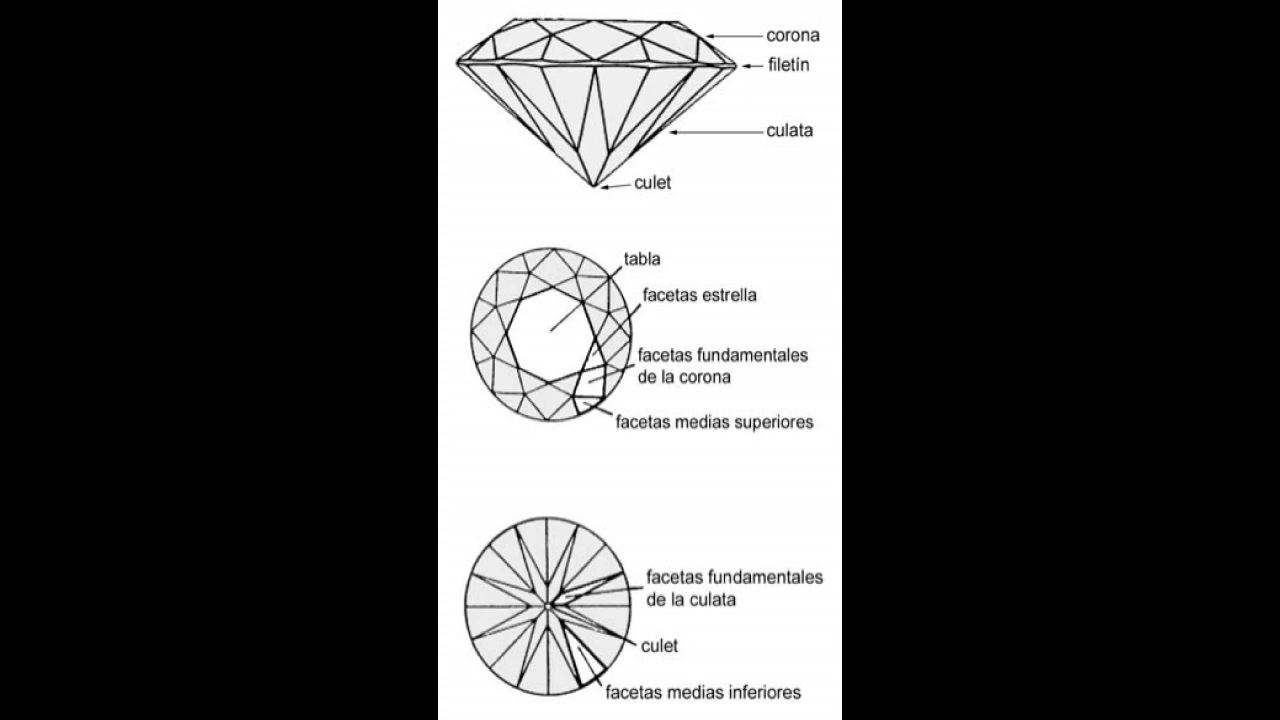 corona
filetín
culata
culet
tabla
facetas estrella
facetas fundamentales
de la corona
facetas medias superiores
facetas fundamentales
de la culata
culet
facetas medias inferiores